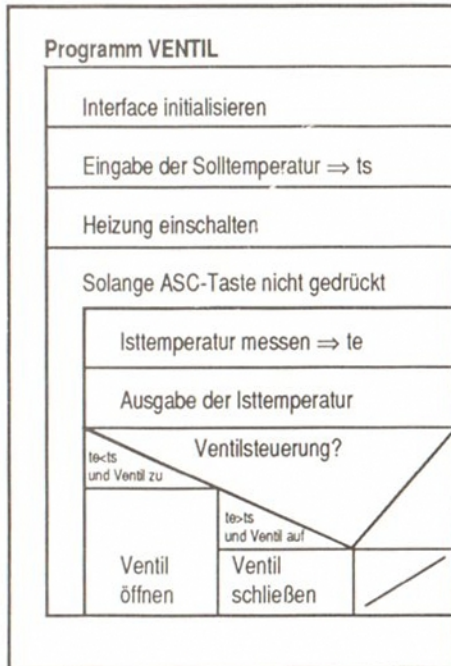 Programm VENTIL
Interface initialisieren
Eingabe der Solltemperatur ⇒ ts
Heizung einschalten
Solange ASC-Taste nicht gedrückt
Isttemperatur messen ⇒ te
Ausgabe der Isttemperatur
Ventilsteuerung?
te<ts
und Ventil zu
te>ts
und Ventil auf
Ventil
öffnen
Ventil
schließen